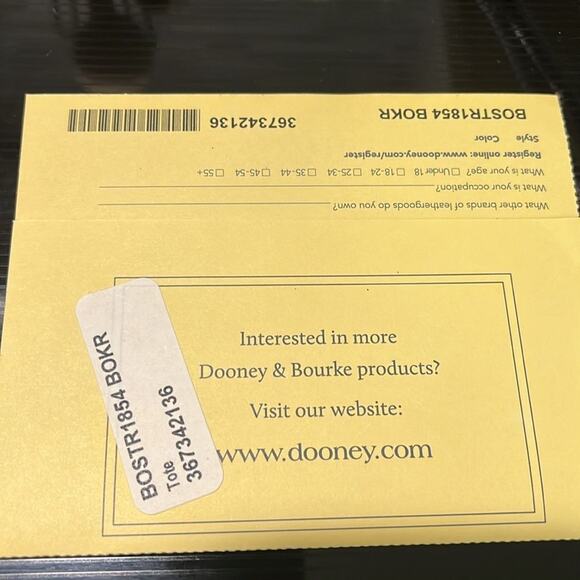 367342136
BOSTR1854 BOKR
Style Color
Register online: www.dooney.com/register
What is your age? Under 18 18-24 25-34 35-44 45-54 55+
What is your occupation?
What other brands of leathergoods do you own?
Interested in more
Dooney & Bourke products?
Visit our website:
www.dooney.com
BOSTR1854 BOKR
Tote
367342136